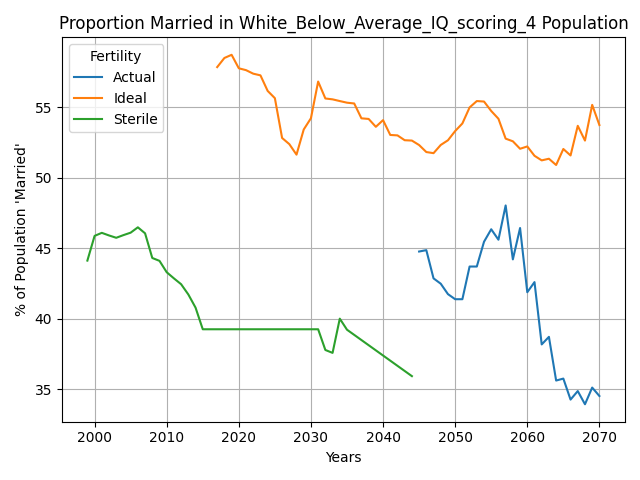 Proportion Married in White_Below_Average_IQ_scoring_4 Population
Fertility
Actual
Ideal
Sterile
% of Population 'Married'
55
50
45
40
35
2000 2010 2020 2030 2040 2050 2060 2070
Years